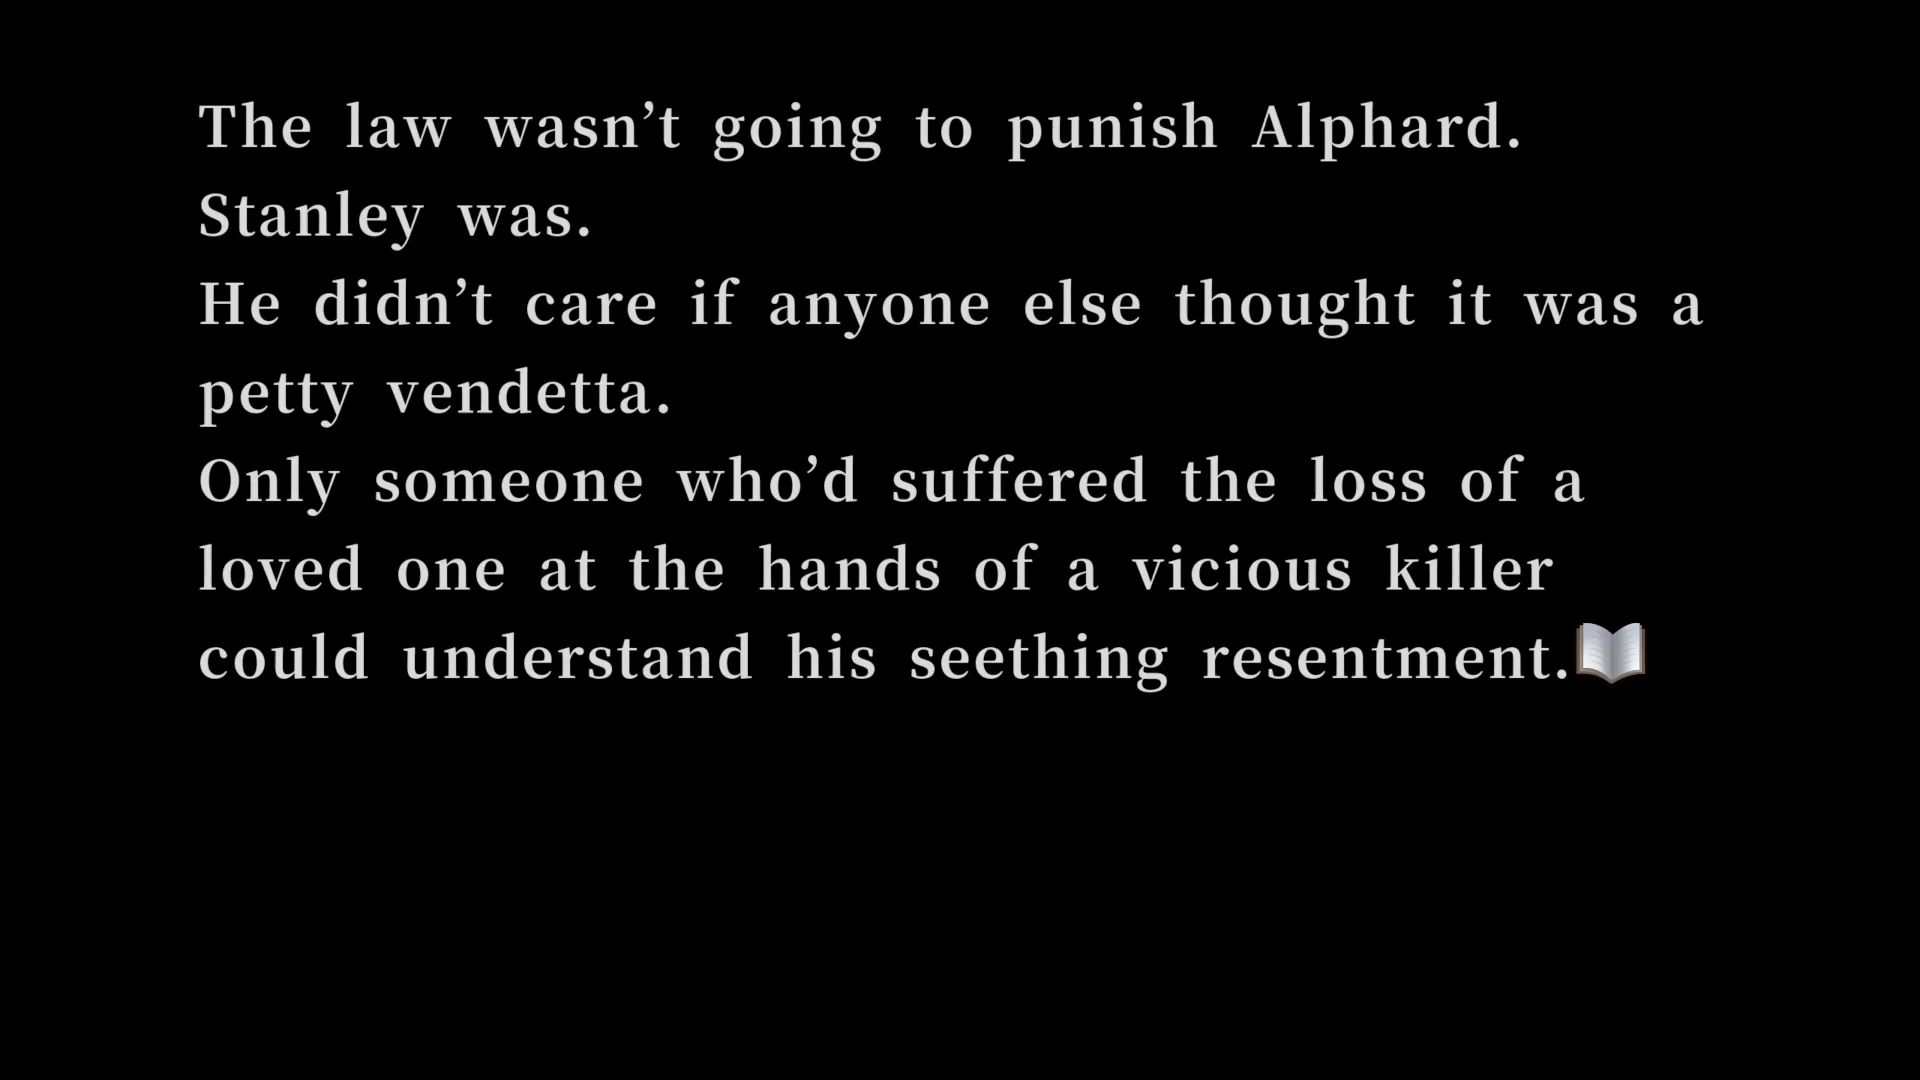 The law wasn’t going to punish Alphard.
Stanley was.
He didn’t care if anyone else thought it was a
petty vendetta.
Only someone who’d suffered the loss of a
loved one at the hands of a vicious killer
could understand his seething resentment.